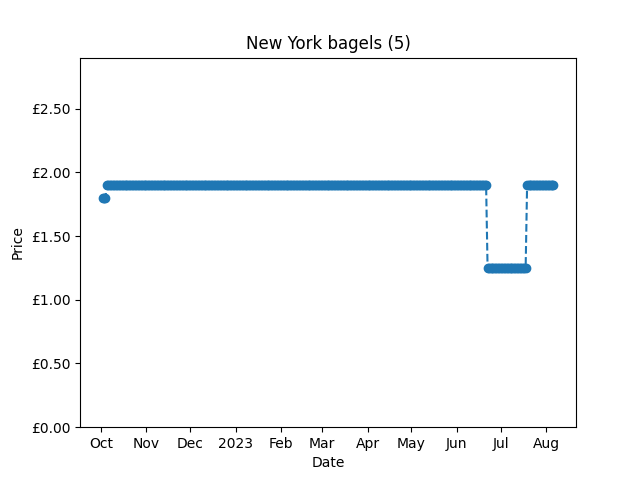 New York bagels (5)
£2.50
£2.00
£1.50
£1.00
£0.50
£0.00
Price
Oct Nov Dec 2023 Feb Mar Apr May Jun Jul Aug
Date